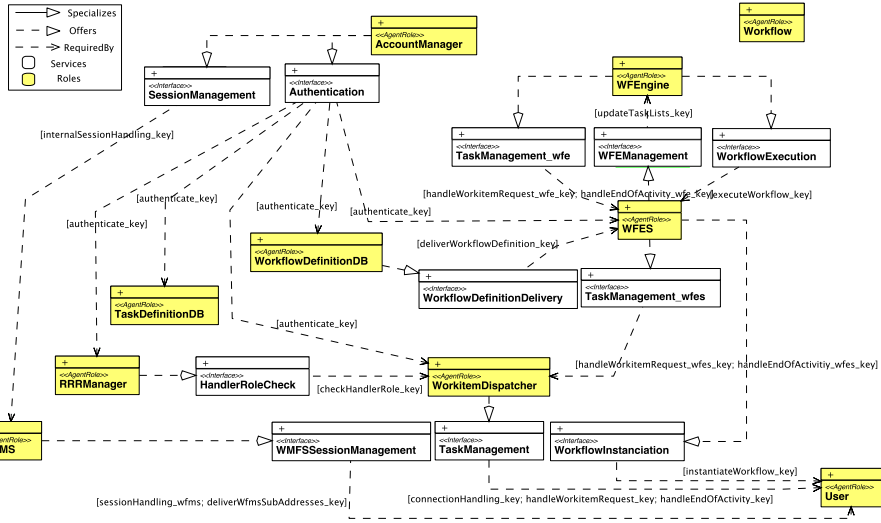 Specializes
Offers
RequiredBy
Services
Roles
+
<<AgentRole>>
AccountManager
+
<<AgentRole>>
Workflow
+
<<Interface>>
SessionManagement
+
<<Interface>>
Authentication
+
<<AgentRole>>
WFEngine
[updateTaskLists_key]
[internalSessionHandling_key]
+
<<Interface>>
TaskManagement_wfe
+
<<Interface>>
WFEManagement
+
<<Interface>>
WorkflowExecution
[handleWorkitemRequest_wfe_key; handleEndOfActivity_wfe_key]
[executeWorkflow_key]
[authenticate_key]
[authenticate_key]
[authenticate_key]
[authenticate_key]
+
<<AgentRole>>
WFES
[deliverWorkflowDefinition_key]
+
<<AgentRole>>
WorkflowDefinitionDB
+
<<Interface>>
WorkflowDefinitionDelivery
+
<<Interface>>
TaskManagement_wfes
+
<<AgentRole>>
TaskDefinitionDB
[authenticate_key]
+
<<AgentRole>>
RRRManager
+
<<Interface>>
HandlerRoleCheck
[checkHandlerRole_key]
+
<<AgentRole>>
WorkitemDispatcher
[handleWorkitemRequest_wfes_key; handleEndOfActivitiy_wfes_key]
entRole>>
MS
+
<<Interface>>
WMFSSessionManagement
+
<<Interface>>
TaskManagement
+
<<Interface>>
WorkflowInstanciation
[instantiateWorkflow_key]
+
<<AgentRole>>
User
[sessionHandling_wfms; deliverWfmsSubAddresses_key]
[connectionHandling_key; handleWorkitemRequest_key; handleEndOfActivity_key]